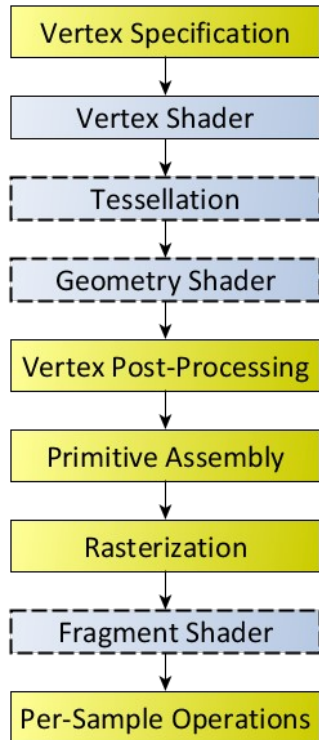 Vertex Specification
Vertex Shader
Tessellation
Geometry Shader
Vertex Post-Processing
Primitive Assembly
Rasterization
Fragment Shader
Per-Sample Operations